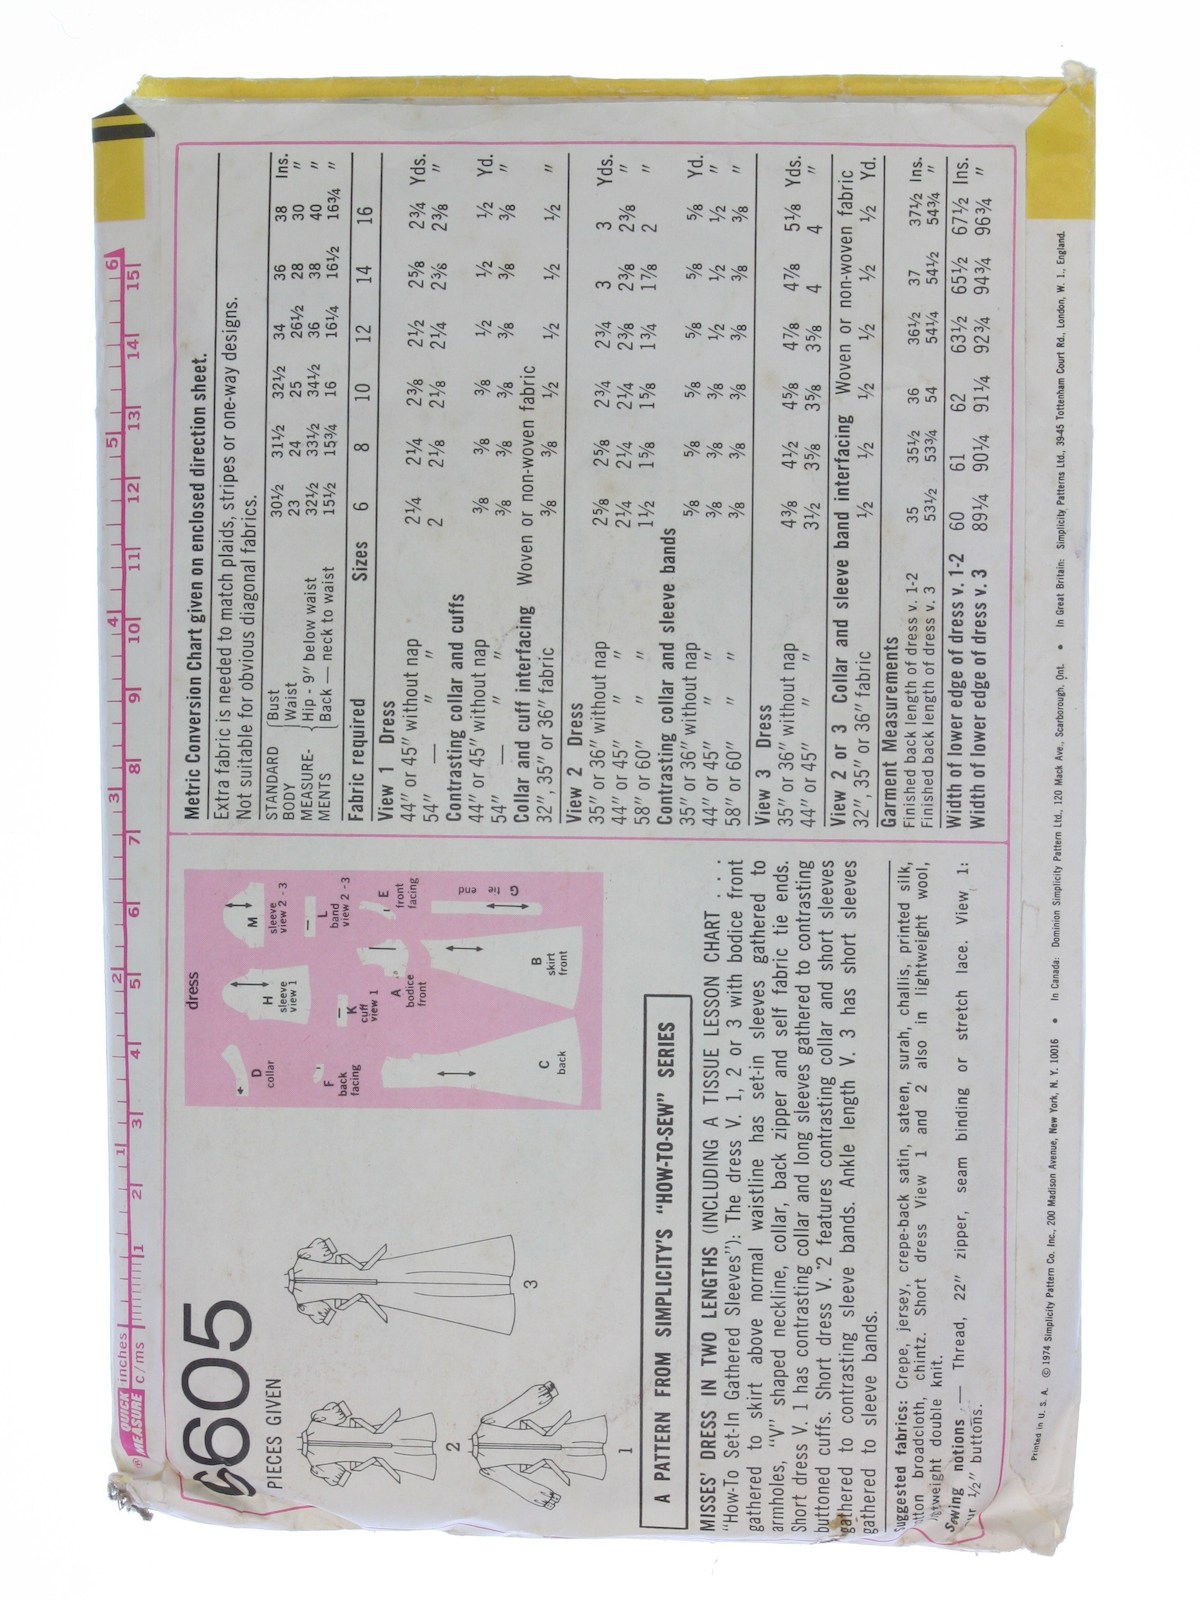 ® QUICK MEASURE inches c/ms
1 2 3 4 5 6
1 2 3 4 5 6 7 8 9 10 11 12 13 14 15
6605
PIECES GIVEN
2
1
3
dress
D collar
H sleeve view 1
M sleeve view 2 - 3
F back facing
K cuff view 1
L band view 2 - 3
A bodice front
E front facing
C back
B skirt front
G tie end
A PATTERN FROM SIMPLICITY'S "HOW-TO-SEW" SERIES
MISSES' DRESS IN TWO LENGTHS (INCLUDING A TISSUE LESSON CHART . . .
"How-To Set-In Gathered Sleeves"): The dress V. 1, 2 or 3 with bodice front
gathered to skirt above normal waistline has set-in sleeves gathered to
armholes, "V" shaped neckline, collar, back zipper and self fabric tie ends.
Short dress V. 1 has contrasting collar and long sleeves gathered to contrasting
buttoned cuffs. Short dress V. 2 features contrasting collar and short sleeves
gathered to contrasting sleeve bands. Ankle length V. 3 has short sleeves
gathered to sleeve bands.
Suggested fabrics: Crepe, jersey, crepe-back satin, sateen, surah, challis, printed silk,
broadcloth, chintz. Short dress View 1 and 2 also in lightweight wool,
double knit.
Sewing notions — Thread, 22" zipper, seam binding or stretch lace. View 1:
½" buttons.
Metric Conversion Chart given on enclosed direction sheet.
Extra fabric is needed to match plaids, stripes or one-way designs.
Not suitable for obvious diagonal fabrics.
STANDARD { Bust 30½ 31½ 32½ 34 36 38 Ins.
BODY Waist 23 24 25 26½ 28 30 "
MEASURE- { Hip - 9" below waist 32½ 33½ 34½ 36 38 40 "
MENTS Back — neck to waist 15½ 15¾ 16 16¼ 16½ 16¾ "
Fabric required Sizes 6 8 10 12 14 16
View 1 Dress
44" or 45" without nap 2¼ 2¼ 2⅜ 2½ 2⅝ 2¾ Yds.
54" — " " 2 2⅛ 2⅛ 2¼ 2⅜ 2⅜ "
Contrasting collar and cuffs
44" or 45" without nap ⅜ ⅜ ⅜ ½ ½ ½ Yd.
54" — " " ⅜ ⅜ ⅜ ⅜ ⅜ ⅜ "
Collar and cuff interfacing Woven or non-woven fabric
32", 35" or 36" fabric ⅜ ⅜ ½ ½ ½ ½ "
View 2 Dress
35" or 36" without nap 2⅝ 2⅝ 2¾ 2¾ 3 3 Yds.
44" or 45" " " 2¼ 2¼ 2¼ 2⅜ 2⅜ 2⅜ "
58" or 60" " " 1½ 1⅝ 1⅝ 1¾ 1⅞ 2 "
Contrasting collar and sleeve bands
35" or 36" without nap ⅝ ⅝ ⅝ ⅝ ⅝ ⅝ Yd.
44" or 45" " " ⅜ ⅜ ⅜ ½ ½ ½ "
58" or 60" " " ⅜ ⅜ ⅜ ⅜ ⅜ ⅜ "
View 3 Dress
35" or 36" without nap 4⅜ 4½ 4⅝ 4⅞ 4⅞ 5⅛ Yds.
44" or 45" " " 3½ 3⅝ 3⅝ 3⅝ 4 4 "
View 2 or 3 Collar and sleeve band interfacing Woven or non-woven fabric
32", 35" or 36" fabric ½ ½ ½ ½ ½ ½ Yd.
Garment Measurements
Finished back length of dress v. 1-2 35 35½ 36 36½ 37 37½ Ins.
Finished back length of dress v. 3 53½ 53¾ 54 54¼ 54½ 54¾ "
Width of lower edge of dress v. 1-2 60 61 62 63½ 65½ 67½ Ins.
Width of lower edge of dress v. 3 89¼ 90¼ 91¼ 92¾ 94¾ 96¾ "
Printed in U. S. A. © 1974 Simplicity Pattern Co. Inc., 200 Madison Avenue, New York, N. Y. 10016 • In Canada: Dominion Simplicity Pattern Ltd., 120 Mack Ave., Scarborough, Ont. • In Great Britain: Simplicity Patterns Ltd., 39-45 Tottenham Court Rd., London, W. 1., England.